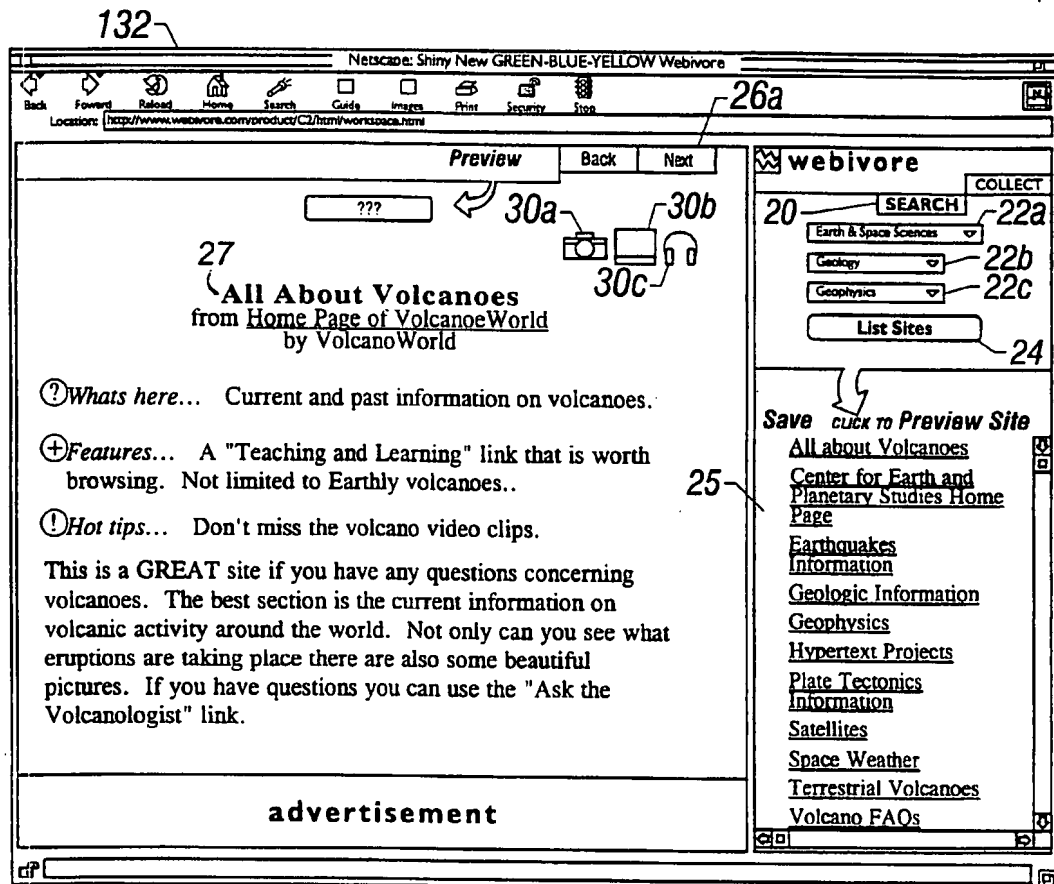 132
Netscape: Shiny New GREEN-BLUE-YELLOW Webivore
Back Foward Reload Home Search Guide Images Print Security Stop
26a
Location: http://www.webivore.com/product/C2/html/workspace.html
Preview Back Next
???
30a 30b
30c
27
All About Volcanoes
from Home Page of VolcanoeWorld
by VolcanoWorld
?Whats here... Current and past information on volcanoes.
+Features... A "Teaching and Learning" link that is worth
browsing. Not limited to Earthly volcanoes..
!Hot tips... Don't miss the volcano video clips.
This is a GREAT site if you have any questions concerning
volcanoes. The best section is the current information on
volcanic activity around the world. Not only can you see what
eruptions are taking place there are also some beautiful
pictures. If you have questions you can use the "Ask the
Volcanologist" link.
advertisement
webivore
COLLECT
20 SEARCH 22a
Earth & Space Sciences
Geology 22b
Geophysics 22c
List Sites
24
Save CLICK TO Preview Site
25
All about Volcanoes
Center for Earth and
Planetary Studies Home
Page
Earthquakes
Information
Geologic Information
Geophysics
Hypertext Projects
Plate Tectonics
Information
Satellites
Space Weather
Terrestrial Volcanoes
Volcano FAQs